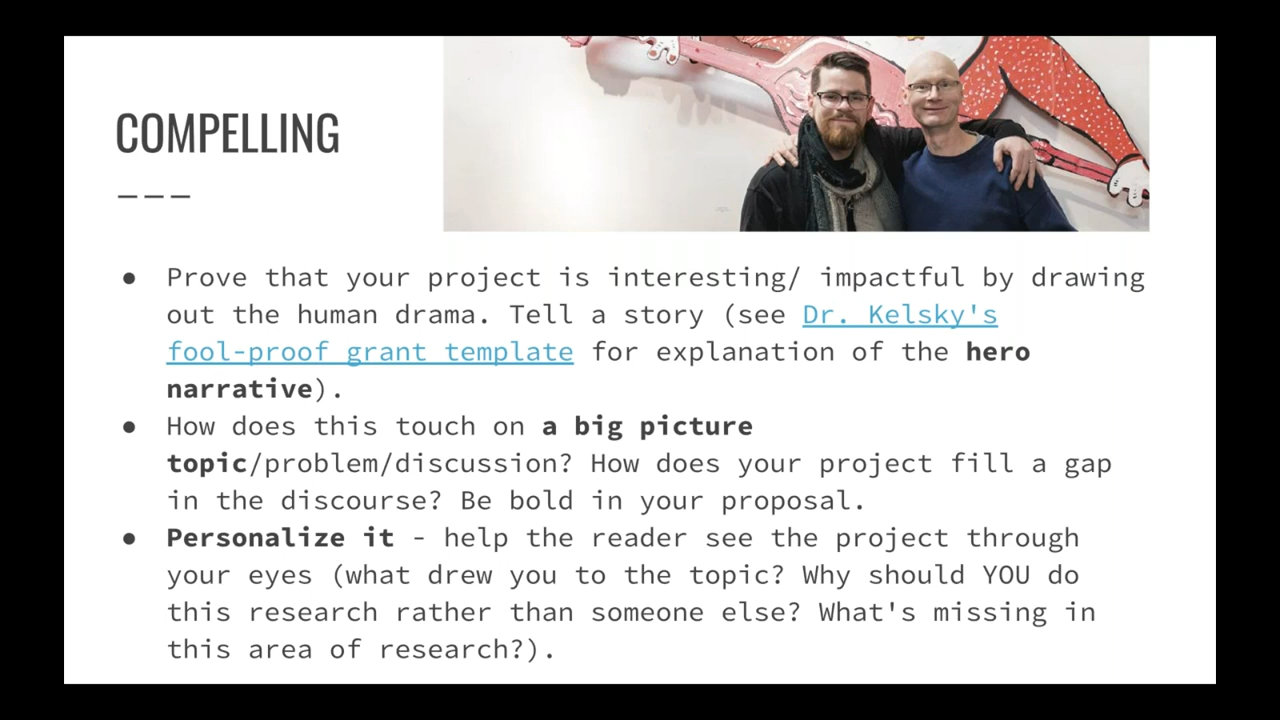 COMPELLING
● Prove that your project is interesting/ impactful by drawing
out the human drama. Tell a story (see Dr. Kelsky's
fool-proof grant template for explanation of the hero
narrative).
● How does this touch on a big picture
topic/problem/discussion? How does your project fill a gap
in the discourse? Be bold in your proposal.
● Personalize it - help the reader see the project through
your eyes (what drew you to the topic? Why should YOU do
this research rather than someone else? What's missing in
this area of research?).